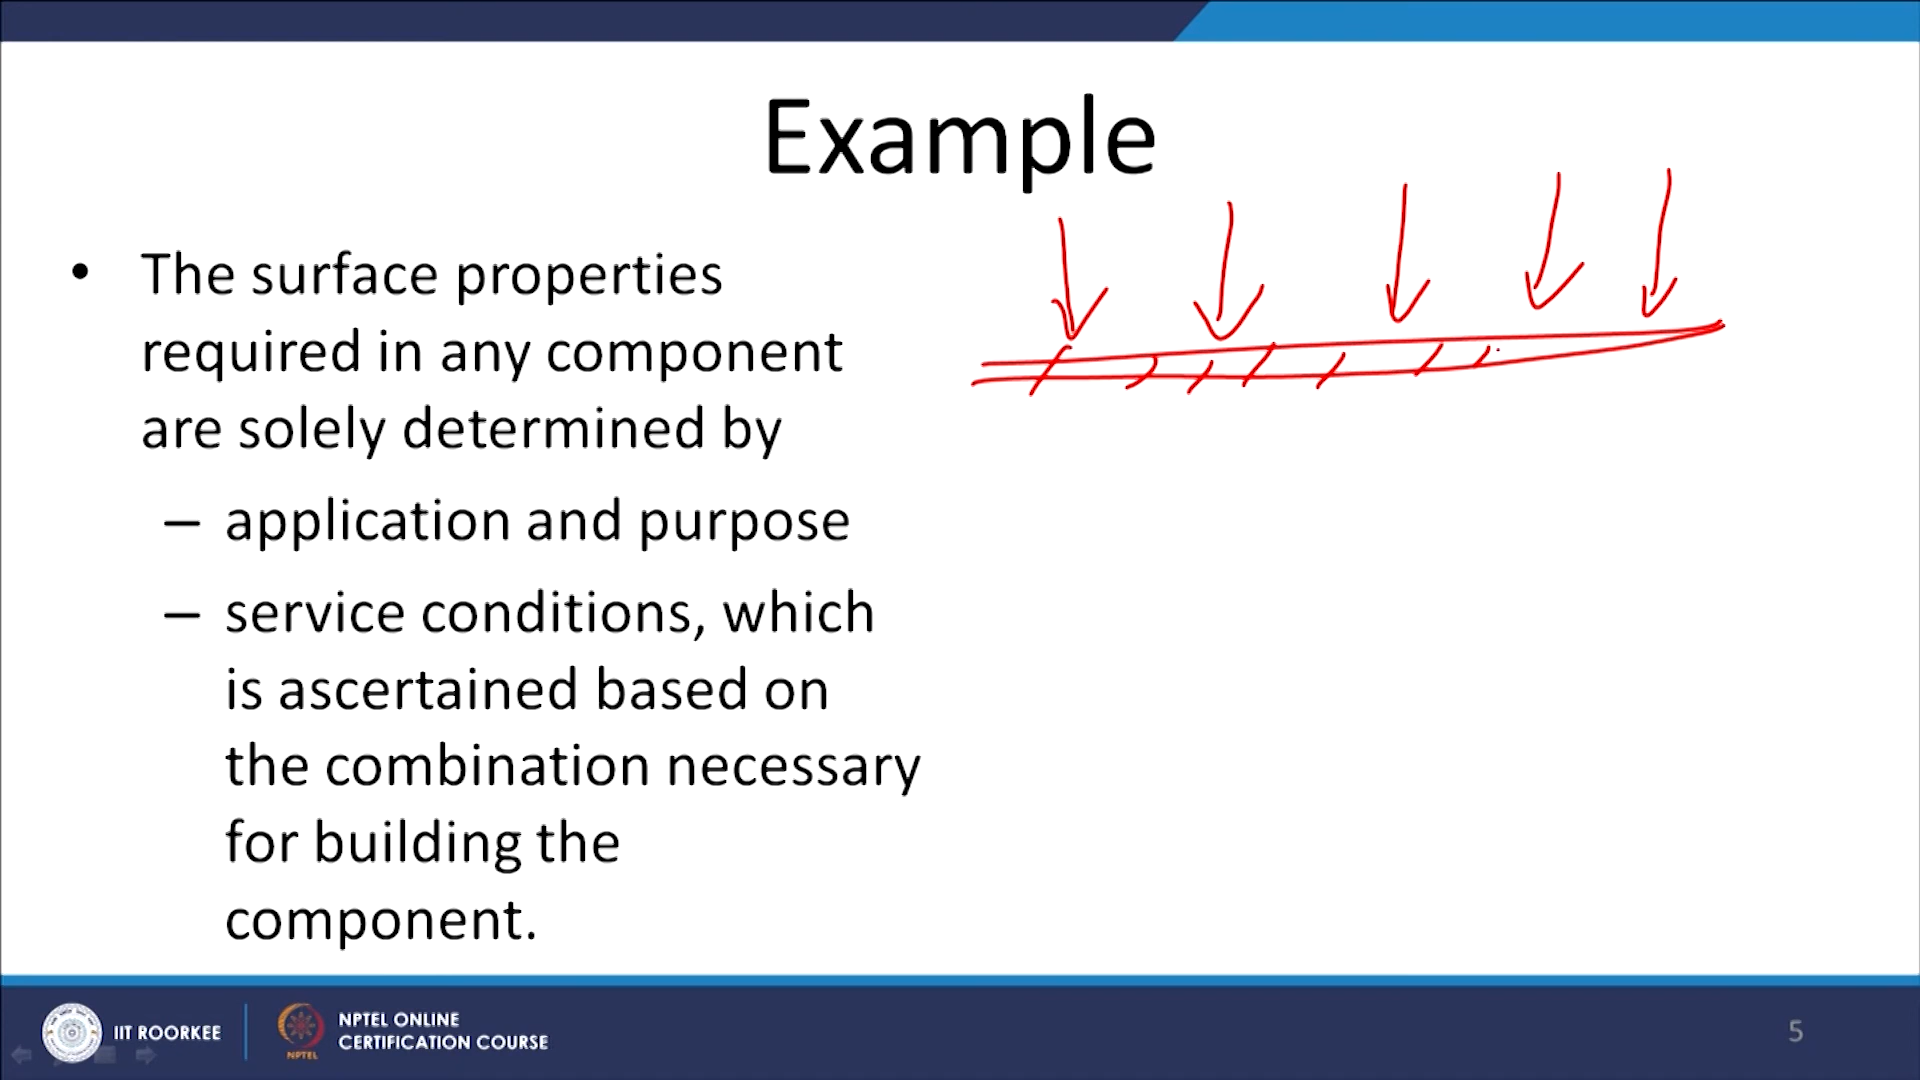 Example
• The surface properties
required in any component
are solely determined by
– application and purpose
– service conditions, which
is ascertained based on
the combination necessary
for building the
component.
IIT ROORKEE
NPTEL
NPTEL ONLINE
CERTIFICATION COURSE
5